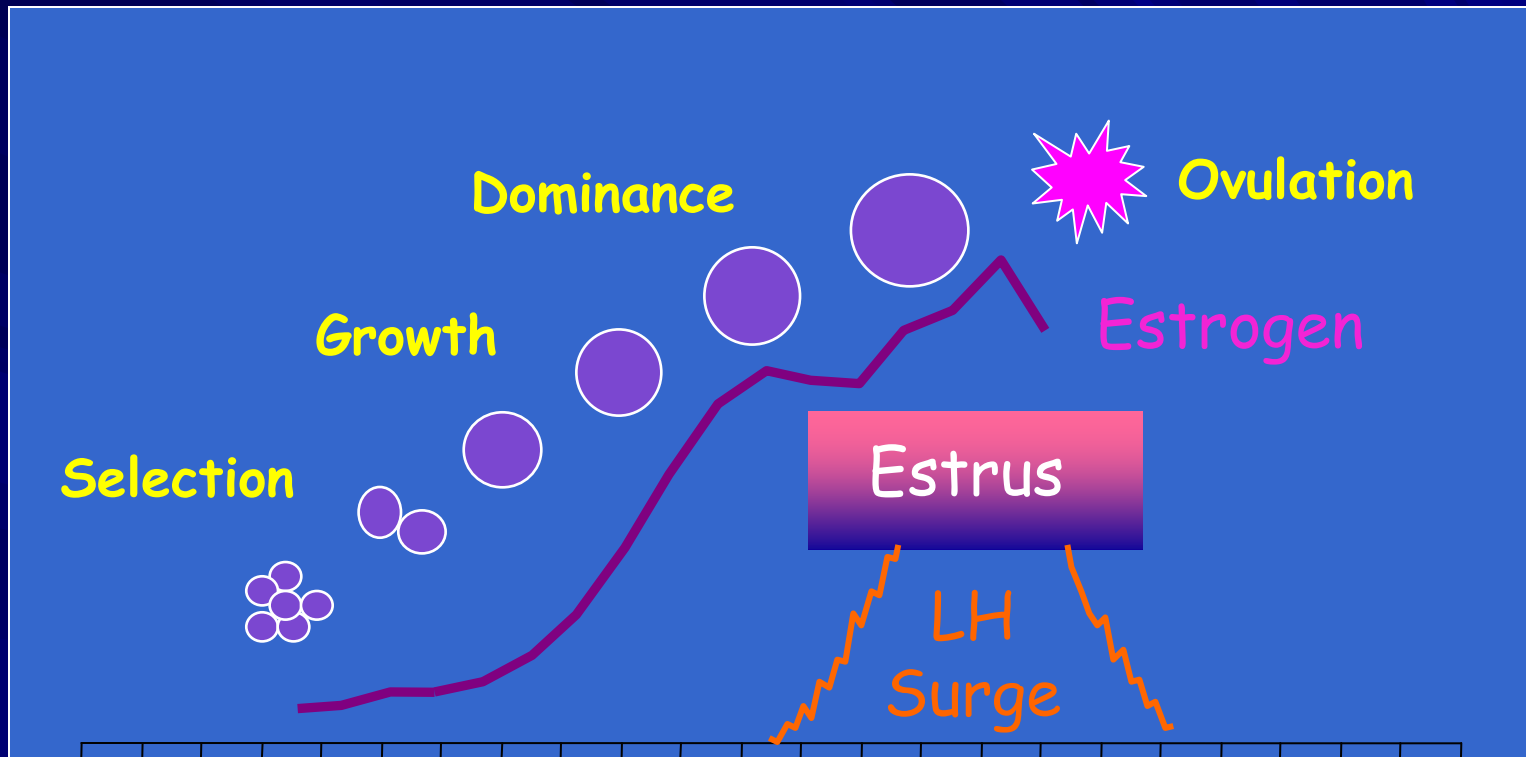 Dominance
Ovulation
Growth
Estrogen
Selection
Estrus
LH
Surge